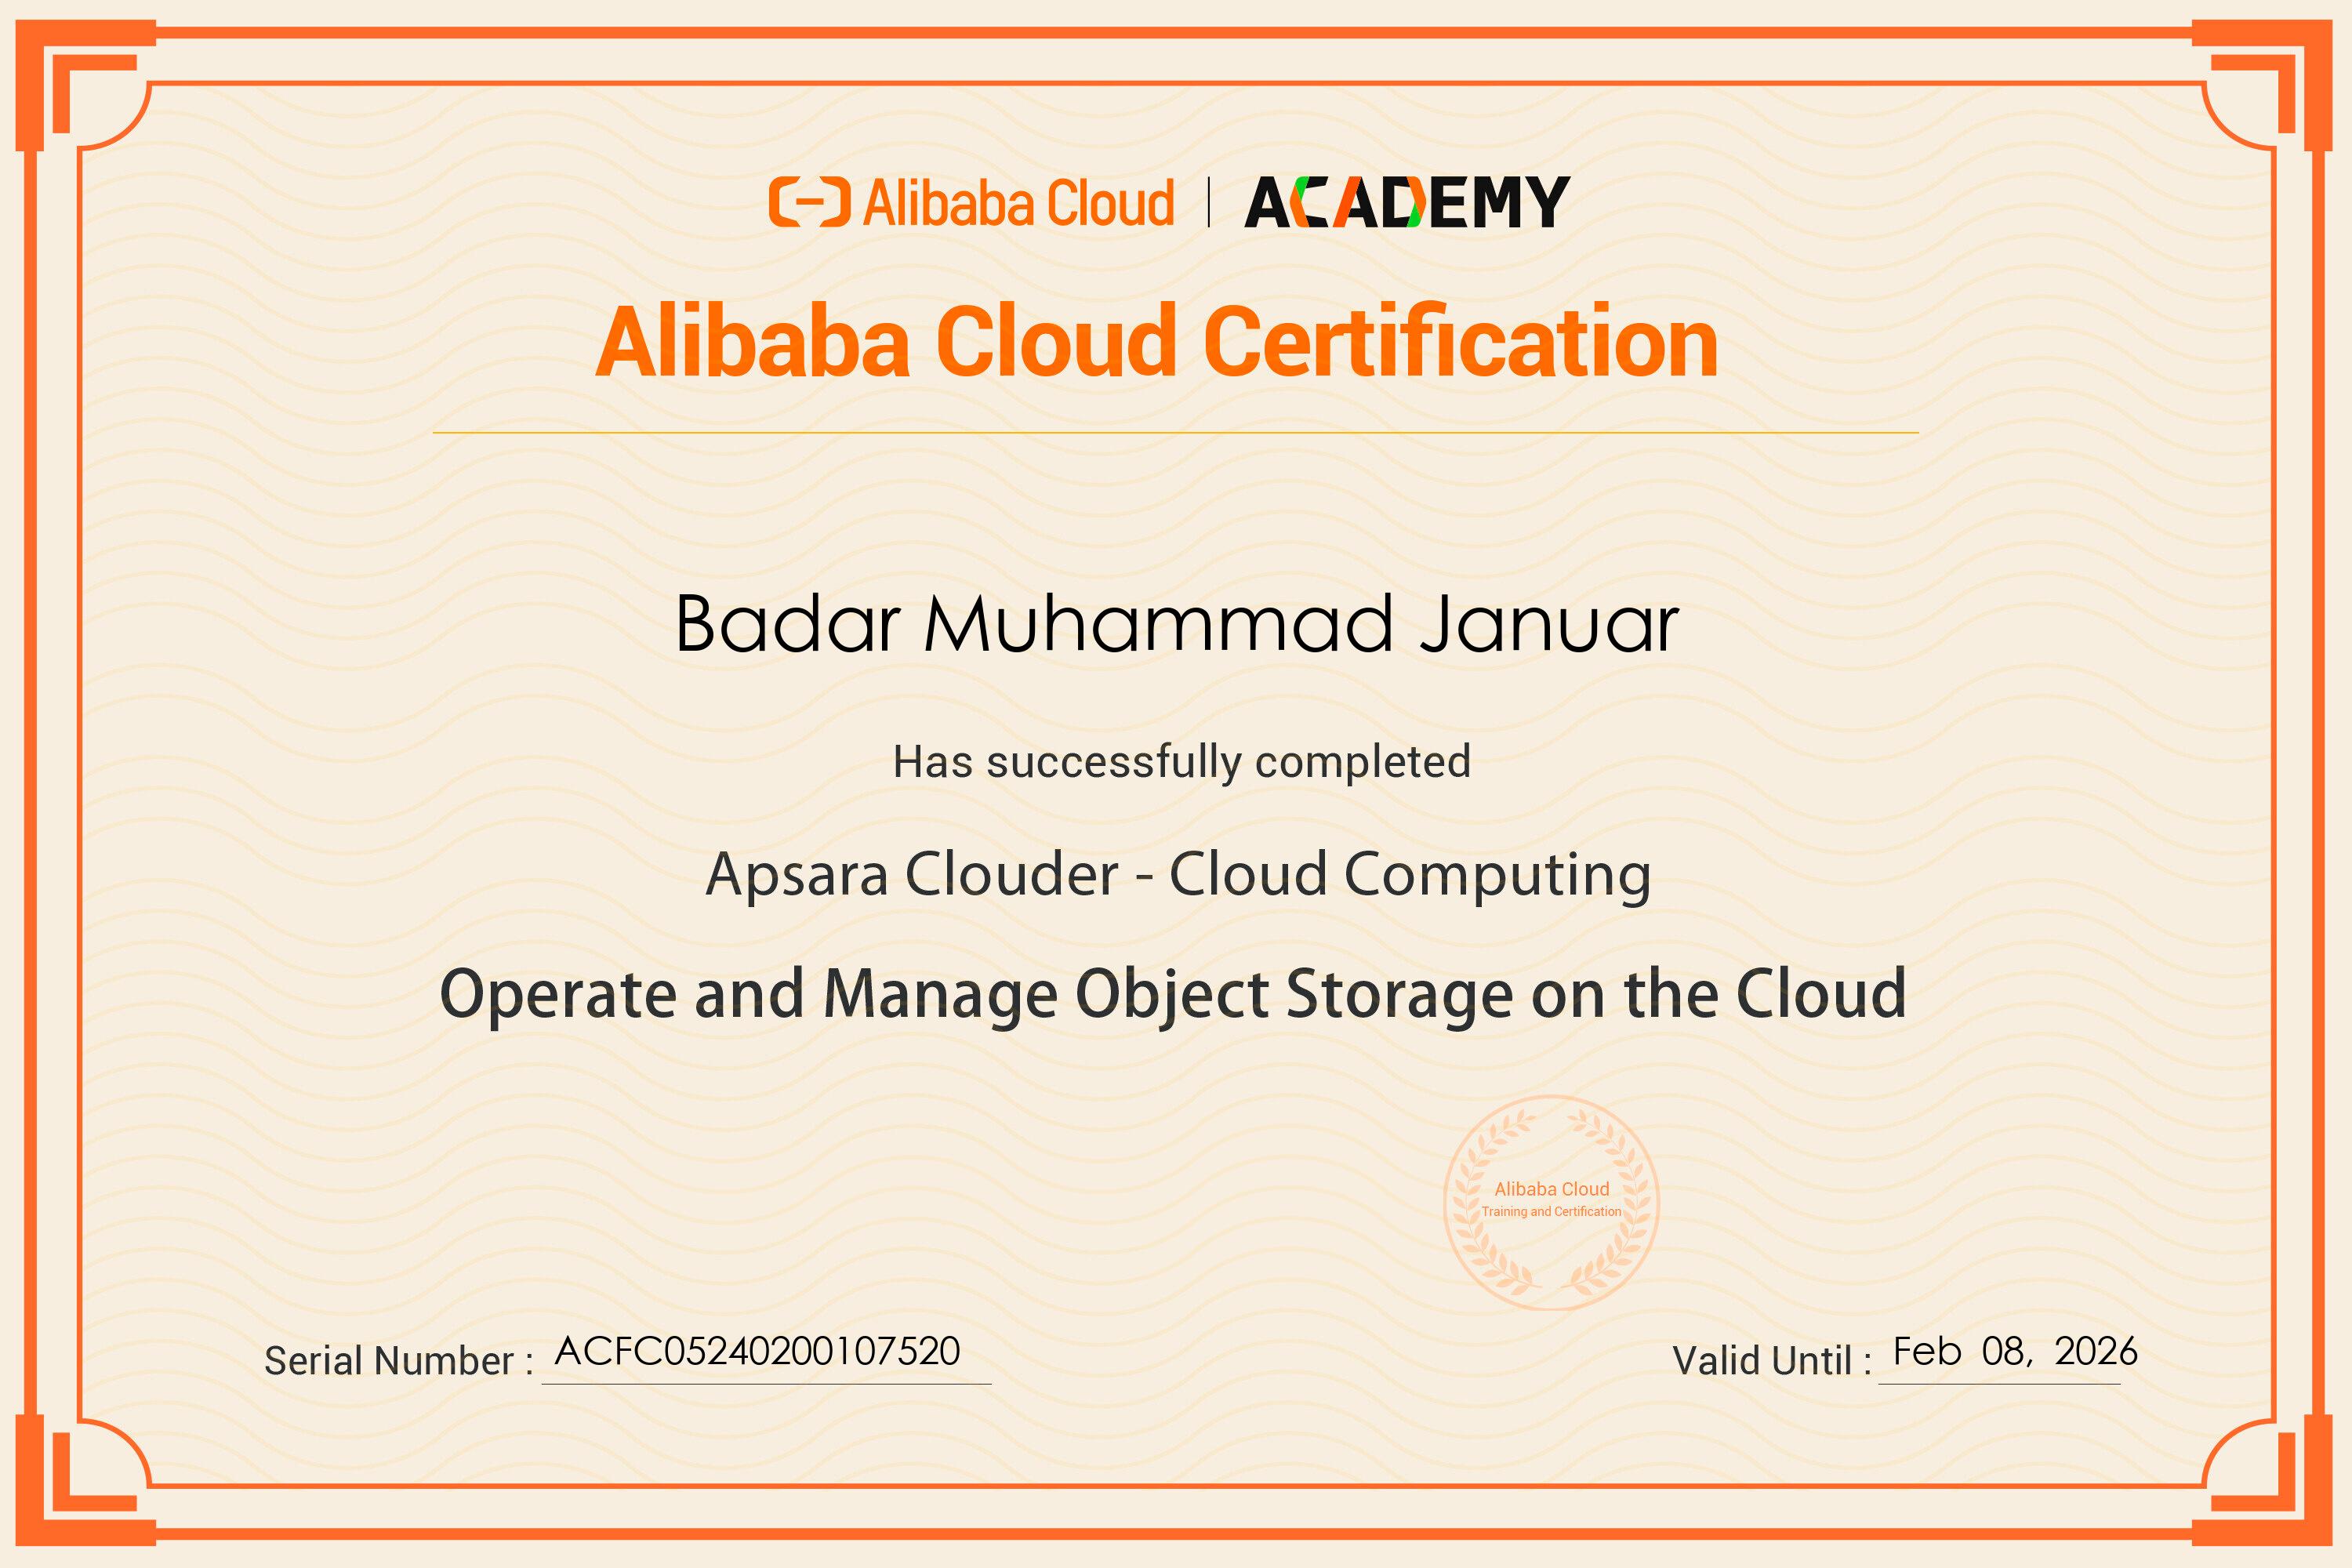 Alibaba Cloud | ACADEMY
Alibaba Cloud Certification
Badar Muhammad Januar
Has successfully completed
Apsara Clouder - Cloud Computing
Operate and Manage Object Storage on the Cloud
Alibaba Cloud
Training and Certification
Serial Number : ACFC05240200107520
Valid Until : Feb 08, 2026